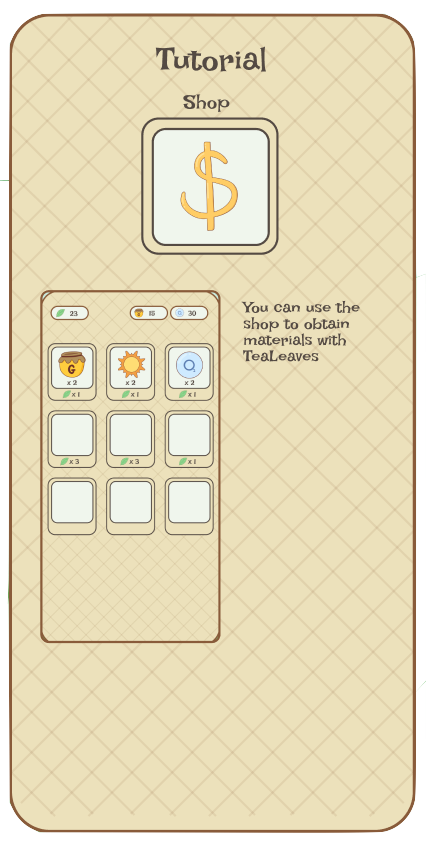 Tutorial
Shop
$
23 15 30
G
x 2 x 2 x 2
x 1 x 1 x 1
x 3 x 3 x 1
You can use the
shop to obtain
materials with
TeaLeaves